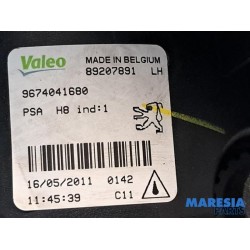 Valeo
MADE IN BELGIUM
89207891 LH
9674041680
PSA H8 ind:1
16/05/2011 0142
11:45:39 C11
MARESIA
PARTS